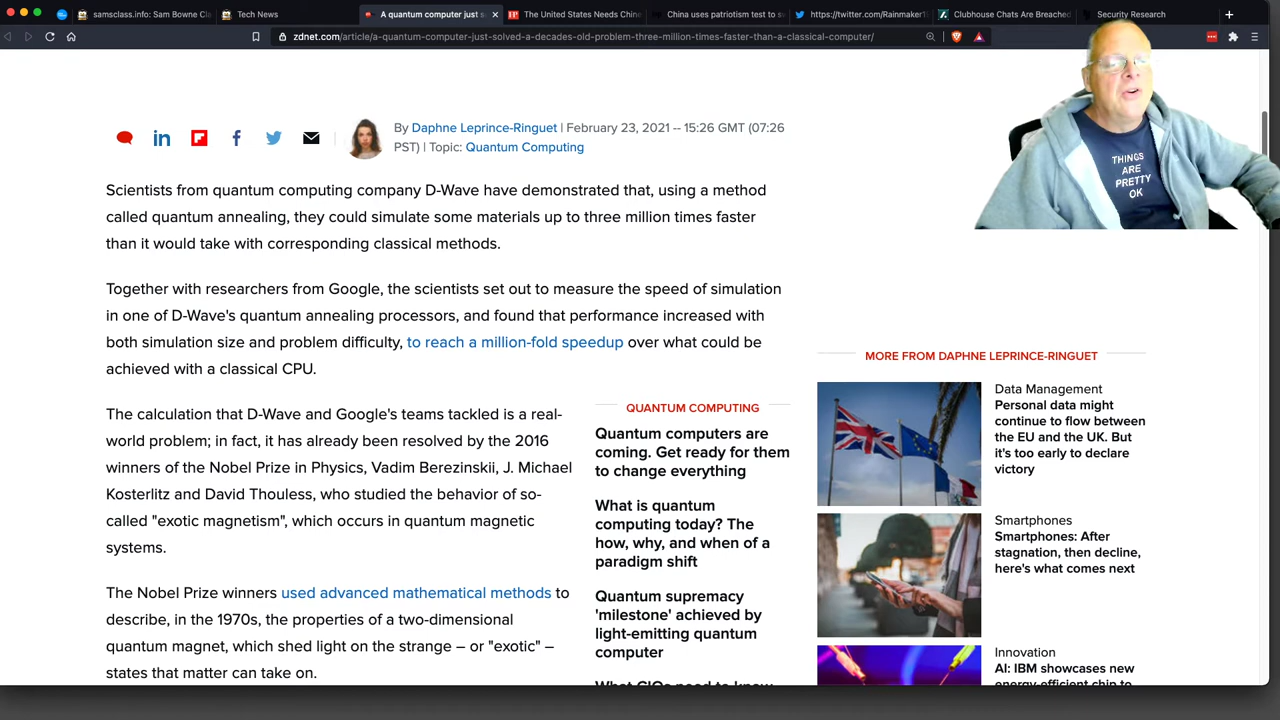 samsclass.info: Sam Bowne Cl
Tech News
A quantum computer just s
The United States Needs Chine
China uses patriotism test to s
https://twitter.com/RainmakerT
Clubhouse Chats Are Breached
Security Research
zdnet.com/article/a-quantum-computer-just-solved-a-decades-old-problem-three-million-times-faster-than-a-classical-computer/
By Daphne Leprince-Ringuet | February 23, 2021 -- 15:26 GMT (07:26
PST) | Topic: Quantum Computing
Scientists from quantum computing company D-Wave have demonstrated that, using a method
called quantum annealing, they could simulate some materials up to three million times faster
than it would take with corresponding classical methods.
Together with researchers from Google, the scientists set out to measure the speed of simulation
in one of D-Wave's quantum annealing processors, and found that performance increased with
both simulation size and problem difficulty, to reach a million-fold speedup over what could be
achieved with a classical CPU.
The calculation that D-Wave and Google's teams tackled is a real-
world problem; in fact, it has already been resolved by the 2016
winners of the Nobel Prize in Physics, Vadim Berezinskii, J. Michael
Kosterlitz and David Thouless, who studied the behavior of so-
called "exotic magnetism", which occurs in quantum magnetic
systems.
The Nobel Prize winners used advanced mathematical methods to
describe, in the 1970s, the properties of a two-dimensional
quantum magnet, which shed light on the strange – or "exotic" –
states that matter can take on.
QUANTUM COMPUTING
Quantum computers are
coming. Get ready for them
to change everything
What is quantum
computing today? The
how, why, and when of a
paradigm shift
Quantum supremacy
'milestone' achieved by
light-emitting quantum
computer
What CIOs need to know
MORE FROM DAPHNE LEPRINCE-RINGUET
Data Management
Personal data might
continue to flow between
the EU and the UK. But
it's too early to declare
victory
Smartphones
Smartphones: After
stagnation, then decline,
here's what comes next
Innovation
AI: IBM showcases new
energy-efficient chip to
THINGS
ARE
PRETTY
OK